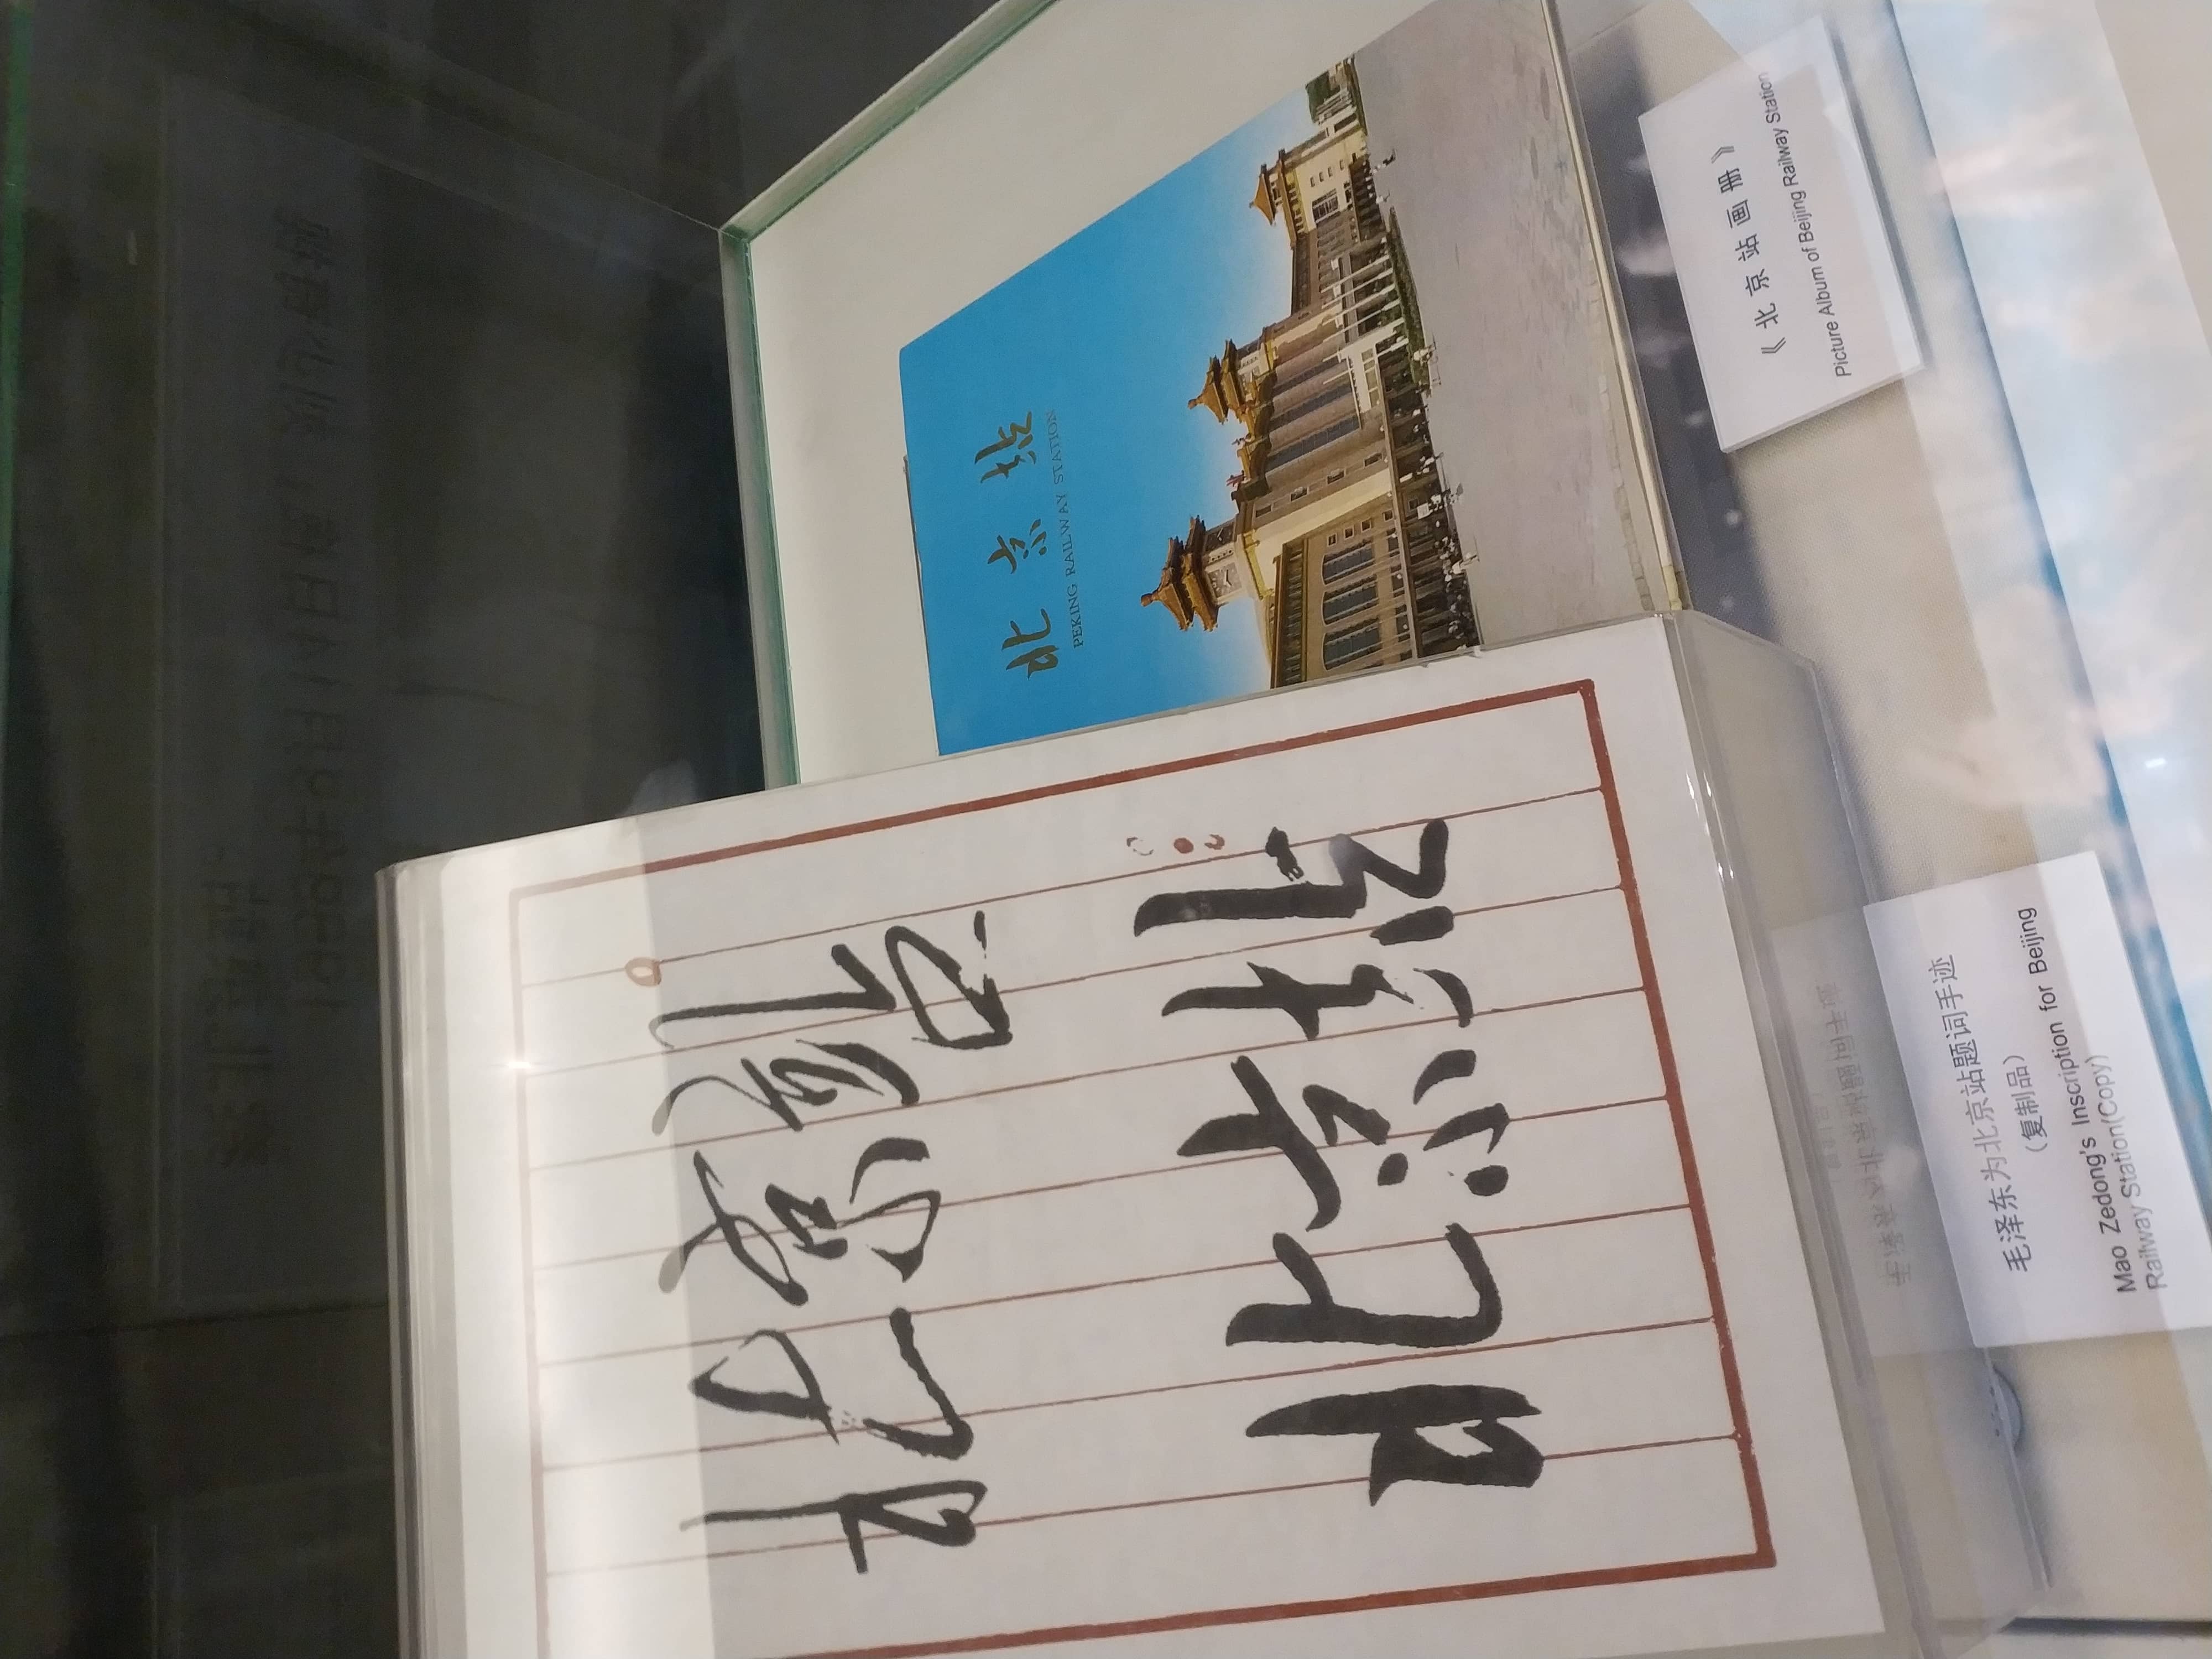 北京站
北京站
北京站
PEKING RAILWAY STATION
《北京站画册》
Picture Album of Beijing Railway Station
毛泽东为北京站题词手迹
（复制品）
Mao Zedong's Inscription for Beijing
Railway Station(Copy)